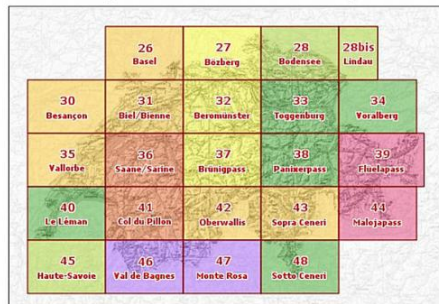 26 27 28 28bis
Basel Bözberg Bodensee Lindau
30 31 32 33 34
Besançon Biel/Bienne Beromünster Toggenburg Voralberg
35 36 37 38 39
Vallorbe Saane/Sarine Brünigpass Panixerpass Fluelapass
40 41 42 43 44
Le Léman Col du Pillon Oberwallis Sopra Ceneri Malojapass
45 46 47 48
Haute-Savoie Val de Bagnes Monte Rosa Sotto Ceneri